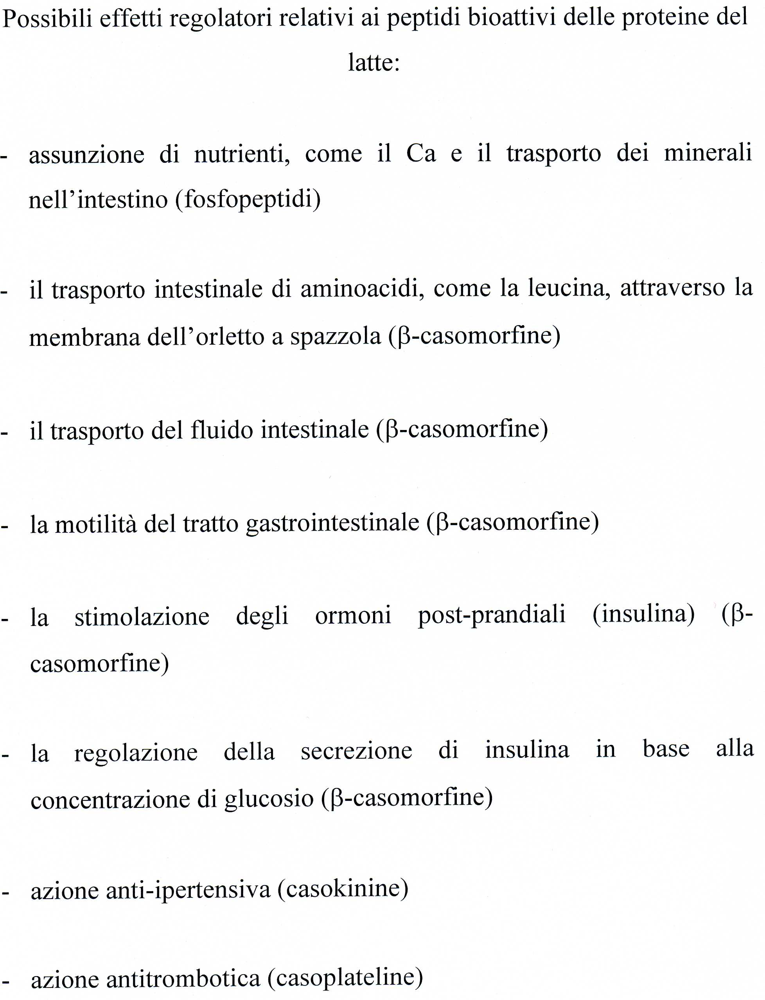 Possibili effetti regolatori relativi ai peptidi bioattivi delle proteine del
latte:
- assunzione di nutrienti, come il Ca e il trasporto dei minerali
nell’intestino (fosfopeptidi)
- il trasporto intestinale di aminoacidi, come la leucina, attraverso la
membrana dell’orletto a spazzola (β-casomorfine)
- il trasporto del fluido intestinale (β-casomorfine)
- la motilità del tratto gastrointestinale (β-casomorfine)
- la stimolazione degli ormoni post-prandiali (insulina) (β-
casomorfine)
- la regolazione della secrezione di insulina in base alla
concentrazione di glucosio (β-casomorfine)
- azione anti-ipertensiva (casokinine)
- azione antitrombotica (casoplateline)